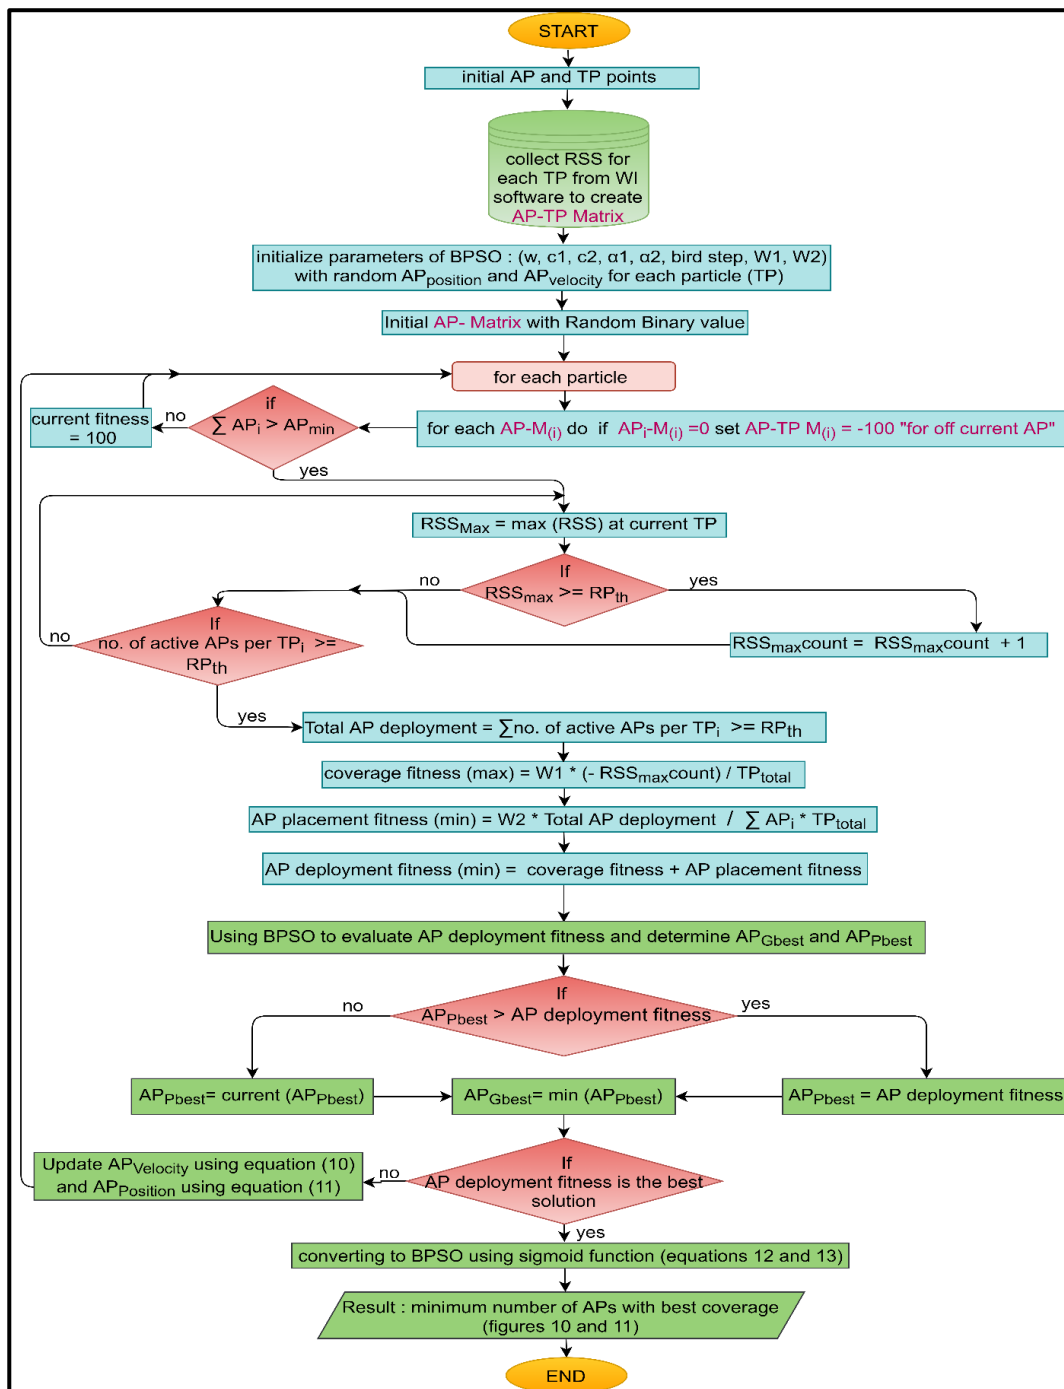 START
initial AP and TP points
collect RSS for
each TP from WI
software to create
AP-TP Matrix
initialize parameters of BPSO : (w, c1, c2, α1, α2, bird step, W1, W2)
with random APposition and APvelocity for each particle (TP)
Initial AP- Matrix with Random Binary value
for each particle
for each AP-M(i) do if APi-M(i) =0 set AP-TP M(i) = -100 "for off current AP"
if
∑ APi > APmin
no
current fitness
= 100
yes
RSSMax = max (RSS) at current TP
If
RSSmax >= RPth
no
yes
RSSmaxcount = RSSmaxcount + 1
If
no. of active APs per TPi >=
RPth
no
yes
Total AP deployment = ∑no. of active APs per TPi >= RPth
coverage fitness (max) = W1 * (- RSSmaxcount) / TPtotal
AP placement fitness (min) = W2 * Total AP deployment / ∑ APi * TPtotal
AP deployment fitness (min) = coverage fitness + AP placement fitness
Using BPSO to evaluate AP deployment fitness and determine APGbest and APPbest
If
APPbest > AP deployment fitness
no
yes
APPbest= current (APPbest)
APGbest= min (APPbest)
APPbest = AP deployment fitness
If
AP deployment fitness is the best
solution
no
Update APVelocity using equation (10)
and APPosition using equation (11)
yes
converting to BPSO using sigmoid function (equations 12 and 13)
Result : minimum number of APs with best coverage
(figures 10 and 11)
END